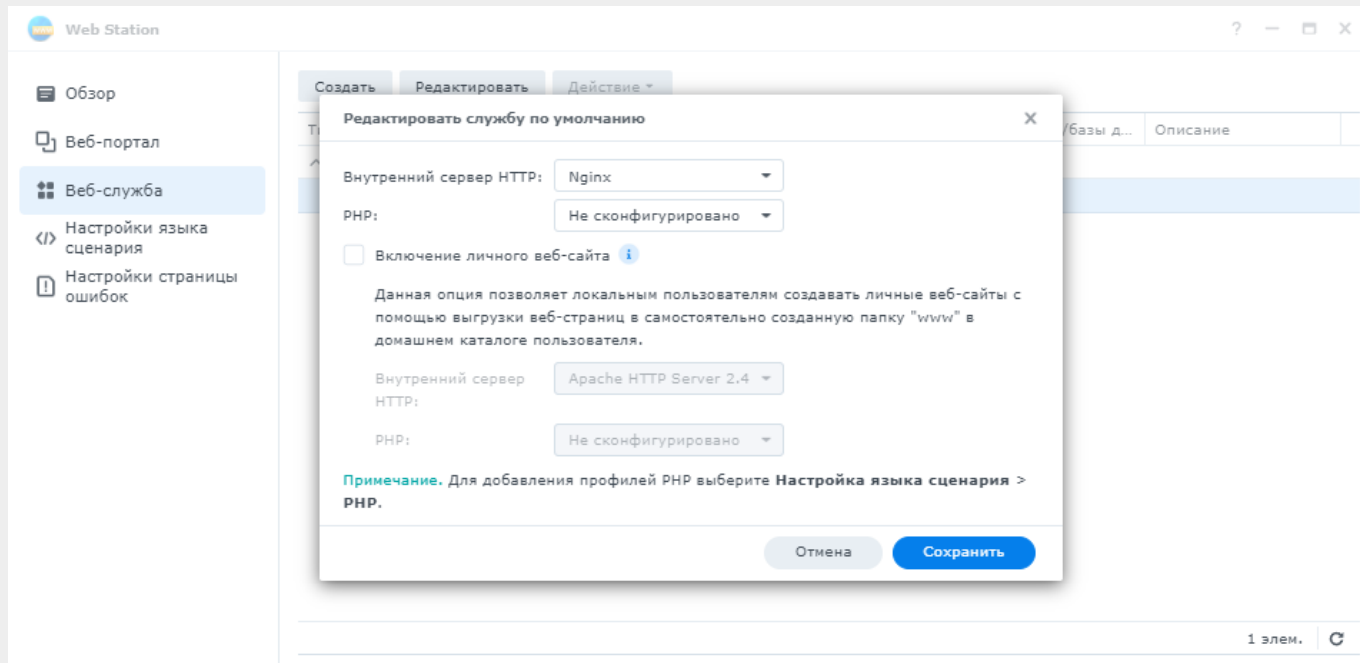 Web Station
?
Обзор
Веб-портал
Веб-служба
Настройки языка
сценария
Настройки страницы
ошибок
Создать
Редактировать
Действие
/базы д...
Описание
Редактировать службу по умолчанию
Внутренний сервер HTTP:
Nginx
PHP:
Не сконфигурировано
Включение личного веб-сайта
Данная опция позволяет локальным пользователям создавать личные веб-сайты с
помощью выгрузки веб-страниц в самостоятельно созданную папку "www" в
домашнем каталоге пользователя.
Внутренний сервер
HTTP:
Apache HTTP Server 2.4
PHP:
Не сконфигурировано
Примечание. Для добавления профилей PHP выберите Настройка языка сценария >
PHP.
Отмена
Сохранить
1 элем.